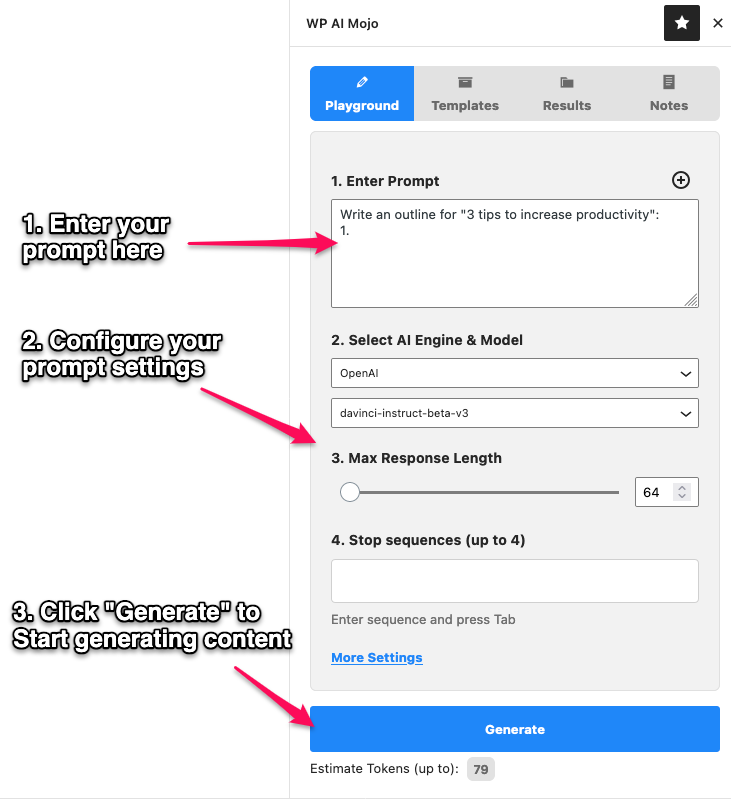 WP AI Mojo
Playground
Templates
Results
Notes
1. Enter Prompt
Write an outline for "3 tips to increase productivity":
1.
1. Enter your
prompt here
2. Configure your
prompt settings
2. Select AI Engine & Model
OpenAI
davinci-instruct-beta-v3
3. Max Response Length
64
4. Stop sequences (up to 4)
Enter sequence and press Tab
More Settings
3. Click "Generate" to
Start generating content
Generate
Estimate Tokens (up to): 79